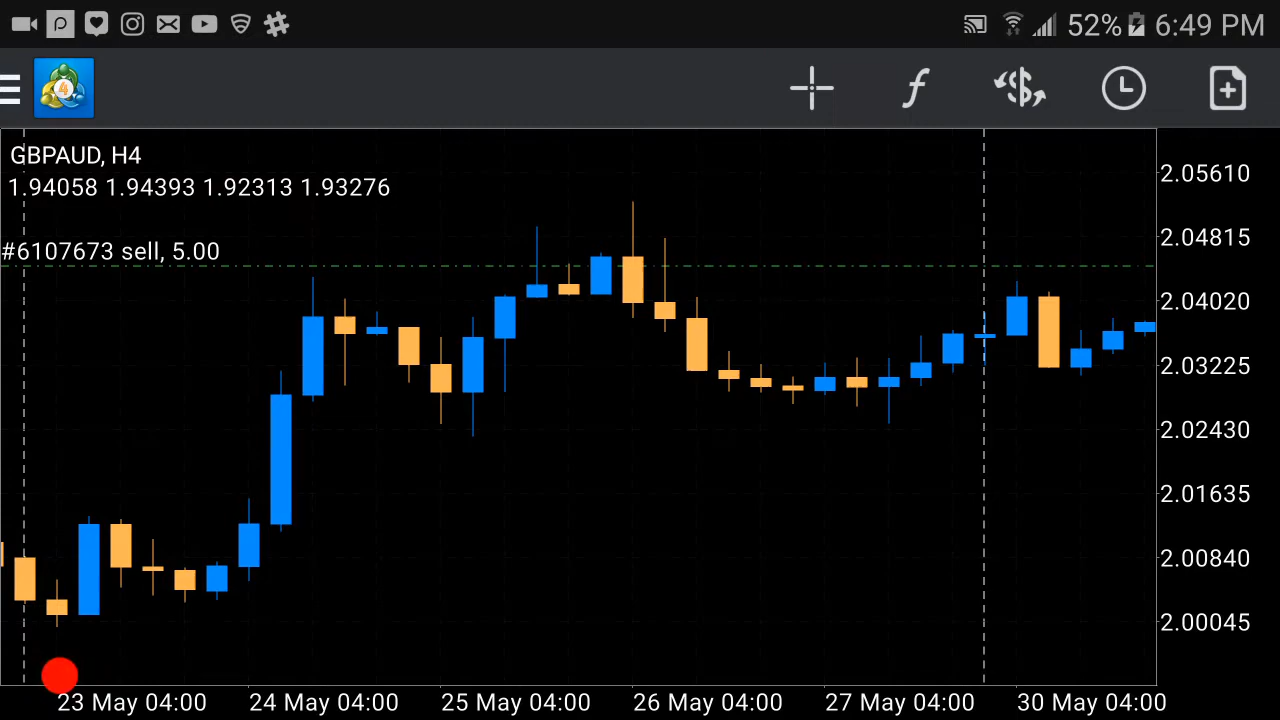 52% 6:49 PM
4
GBPAUD, H4
1.94058 1.94393 1.92313 1.93276
#6107673 sell, 5.00
2.05610
2.04815
2.04020
2.03225
2.02430
2.01635
2.00840
2.00045
23 May 04:00 24 May 04:00 25 May 04:00 26 May 04:00 27 May 04:00 30 May 04:00